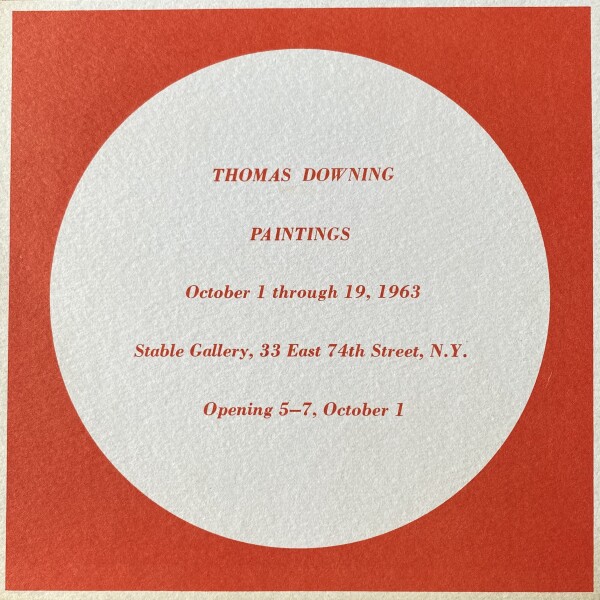 THOMAS DOWNING
PAINTINGS
October 1 through 19, 1963
Stable Gallery, 33 East 74th Street, N.Y.
Opening 5–7, October 1